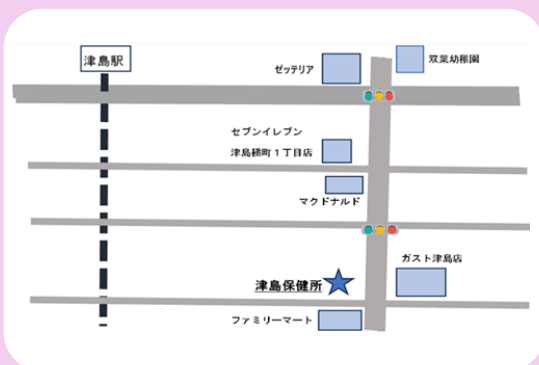 津島駅
ゼッテリア
双葉幼稚園
セブンイレブン
津島橘町1丁目店
マクドナルド
ガスト津島店
津島保健所
ファミリーマート